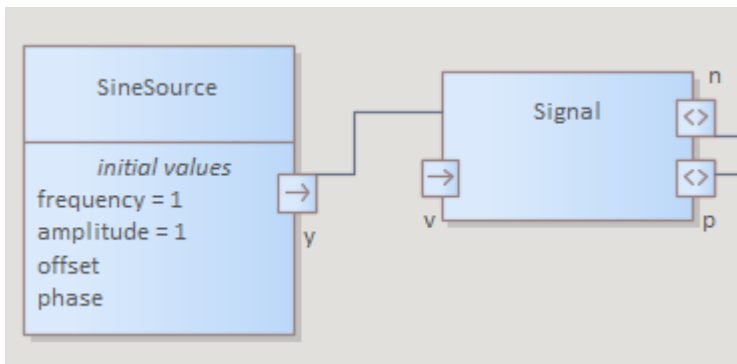 SineSource
initial values
frequency = 1
amplitude = 1
offset
phase
y
Signal
n
v
p